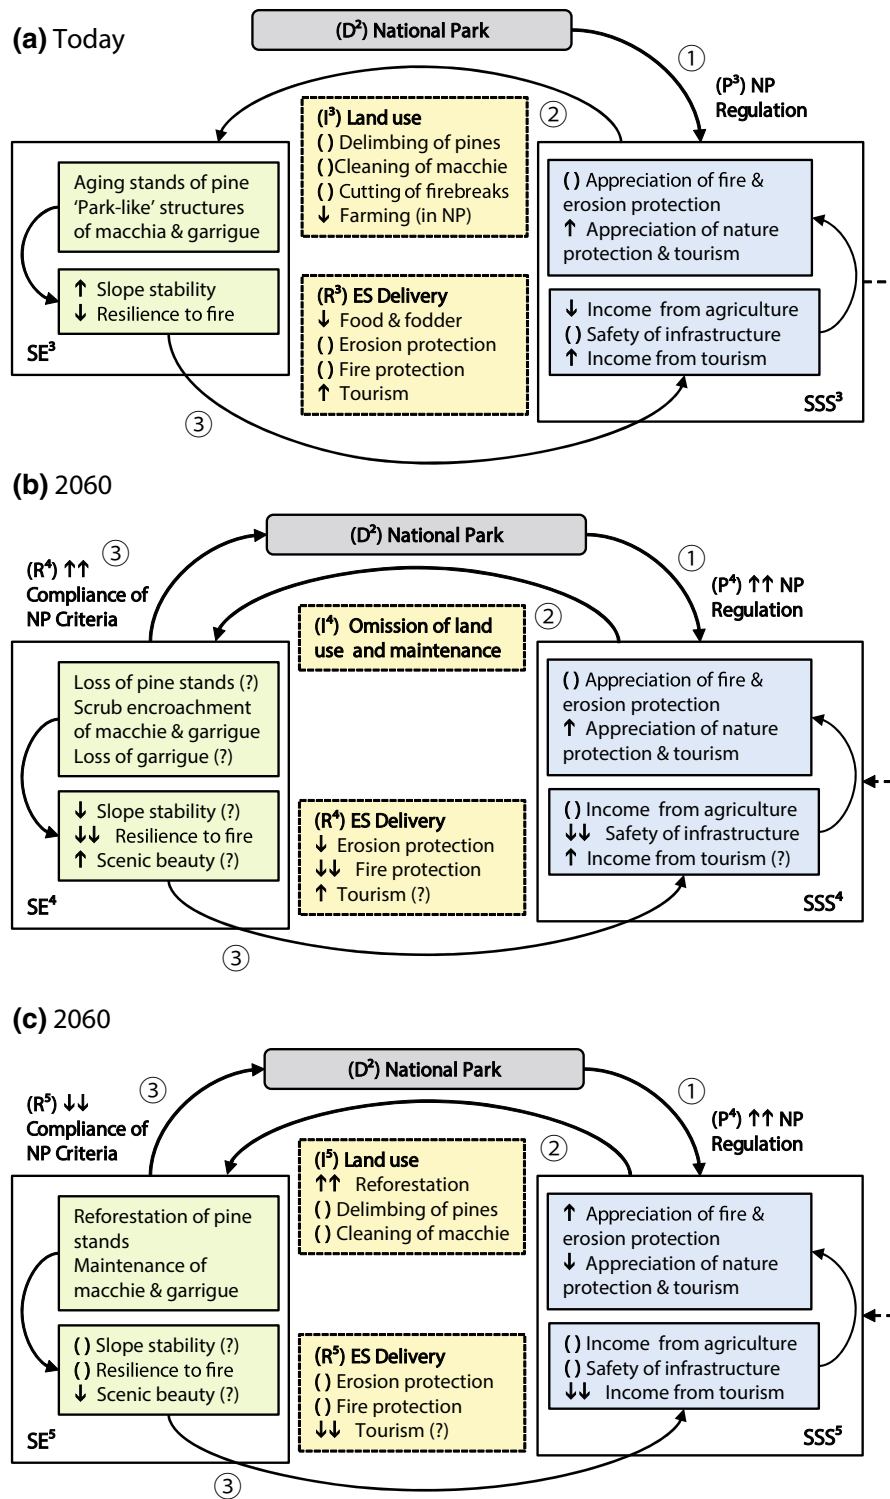 (a) Today
(D²) National Park
①
(P³) NP
Regulation
②
(I³) Land use
() Delimbing of pines
()Cleaning of macchie
() Cutting of firebreaks
↓ Farming (in NP)
Aging stands of pine
‘Park-like’ structures
of macchia & garrigue
() Appreciation of fire &
erosion protection
↑ Appreciation of nature
protection & tourism
↑ Slope stability
↓ Resilience to fire
SE³
(R³) ES Delivery
↓ Food & fodder
() Erosion protection
() Fire protection
↑ Tourism
↓ Income from agriculture
() Safety of infrastructure
↑ Income from tourism
SSS³
③
(b) 2060
(D²) National Park
③
(R⁴) ↑↑
Compliance of
NP Criteria
①
(P⁴) ↑↑ NP
Regulation
②
(I⁴) Omission of land
use and maintenance
Loss of pine stands (?)
Scrub encroachment
of macchie & garrigue
Loss of garrigue (?)
() Appreciation of fire &
erosion protection
↑ Appreciation of nature
protection & tourism
↓ Slope stability (?)
↓↓ Resilience to fire
↑ Scenic beauty (?)
SE⁴
(R⁴) ES Delivery
↓ Erosion protection
↓↓ Fire protection
↑ Tourism (?)
() Income from agriculture
↓↓ Safety of infrastructure
↑ Income from tourism (?)
SSS⁴
③
(c) 2060
(D²) National Park
③
(R⁵) ↓↓
Compliance of
NP Criteria
①
(P⁴) ↑↑ NP
Regulation
②
(I⁵) Land use
↑↑ Reforestation
() Delimbing of pines
() Cleaning of macchie
Reforestation of pine
stands
Maintenance of
macchie & garrigue
↑ Appreciation of fire &
erosion protection
↓ Appreciation of nature
protection & tourism
() Slope stability (?)
() Resilience to fire
↓ Scenic beauty (?)
SE⁵
(R⁵) ES Delivery
() Erosion protection
() Fire protection
↓↓ Tourism (?)
() Income from agriculture
() Safety of infrastructure
↓↓ Income from tourism
SSS⁵
③